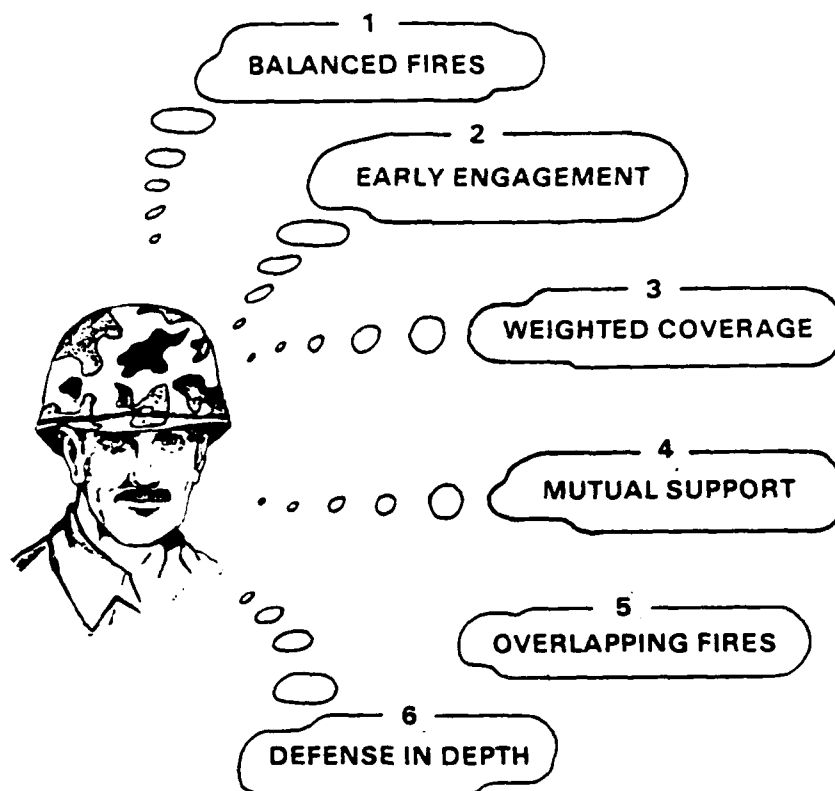 1
BALANCED FIRES
2
EARLY ENGAGEMENT
3
WEIGHTED COVERAGE
4
MUTUAL SUPPORT
5
OVERLAPPING FIRES
6
DEFENSE IN DEPTH